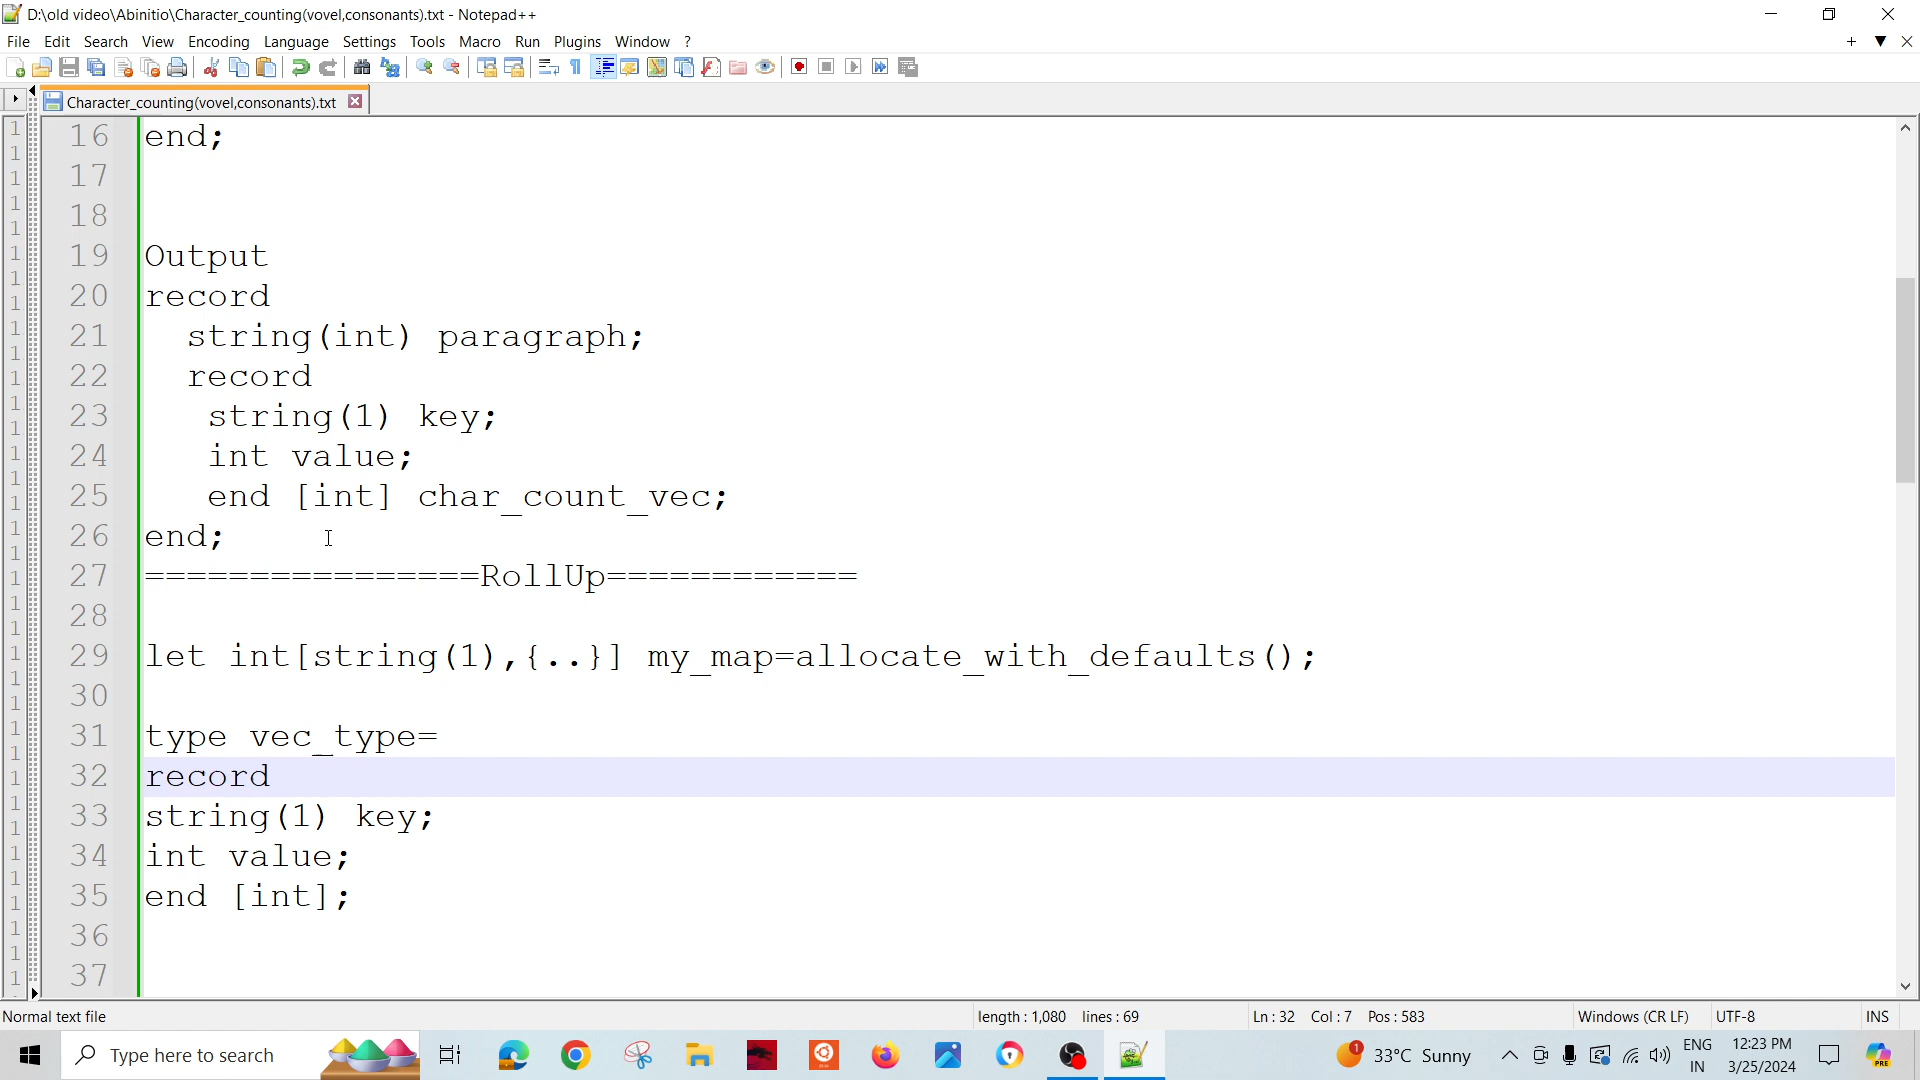 D:\old video\Abinitio\Character_counting(vovel,consonants).txt - Notepad++
File Edit Search View Encoding Language Settings Tools Macro Run Plugins Window ?
Character_counting(vovel,consonants).txt
16 end;
17
18
19 Output
20 record
21 string(int) paragraph;
22 record
23 string(1) key;
24 int value;
25 end [int] char_count_vec;
26 end;
27 ================RollUp============
28
29 let int[string(1),{..}] my_map=allocate_with_defaults();
30
31 type vec_type=
32 record
33 string(1) key;
34 int value;
35 end [int];
36
37
Normal text file length : 1,080 lines : 69 Ln : 32 Col : 7 Pos : 583 Windows (CR LF) UTF-8 INS
Type here to search 33°C Sunny ENG 12:23 PM
IN 3/25/2024